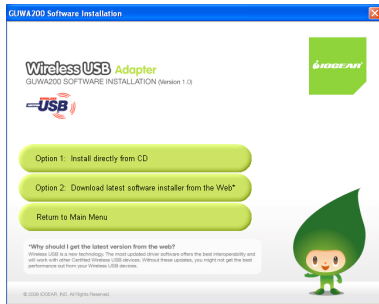 GUWA200 Software Installation
Wireless USB Adapter
GUWA200 SOFTWARE INSTALLATION (Version 1.0)
IOGEAR
WIRELESS
USB
Option 1: Install directly from CD
Option 2: Download latest software installer from the Web*
Return to Main Menu
*Why should I get the latest version from the web?
Wireless USB is a new technology. The most updated driver software offers the best interoperability and
will work with other Certified Wireless USB devices. Without these updates, you might not get the best
performance out from your Wireless USB devices.
IOGEAR, INC. All Rights Reserved.